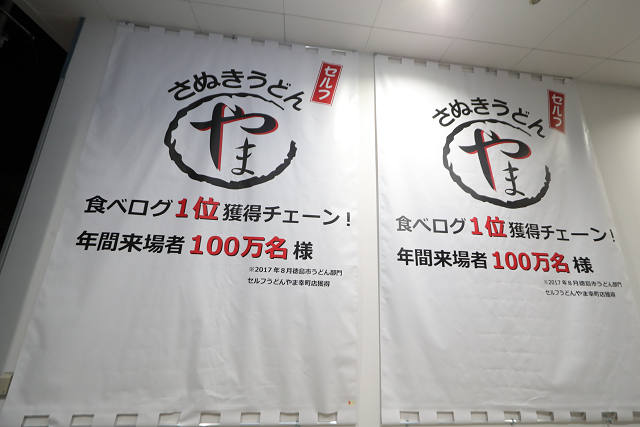 セルフ
さぬきうどん
やま
食べログ1位獲得チェーン!
年間来場者100万名様
※2017年8月徳島市うどん部門
セルフうどんやま幸町店獲得
セルフ
さぬきうどん
やま
食べログ1位獲得チェーン!
年間来場者100万名様
※2017年8月徳島市うどん部門
セルフうどんやま幸町店獲得